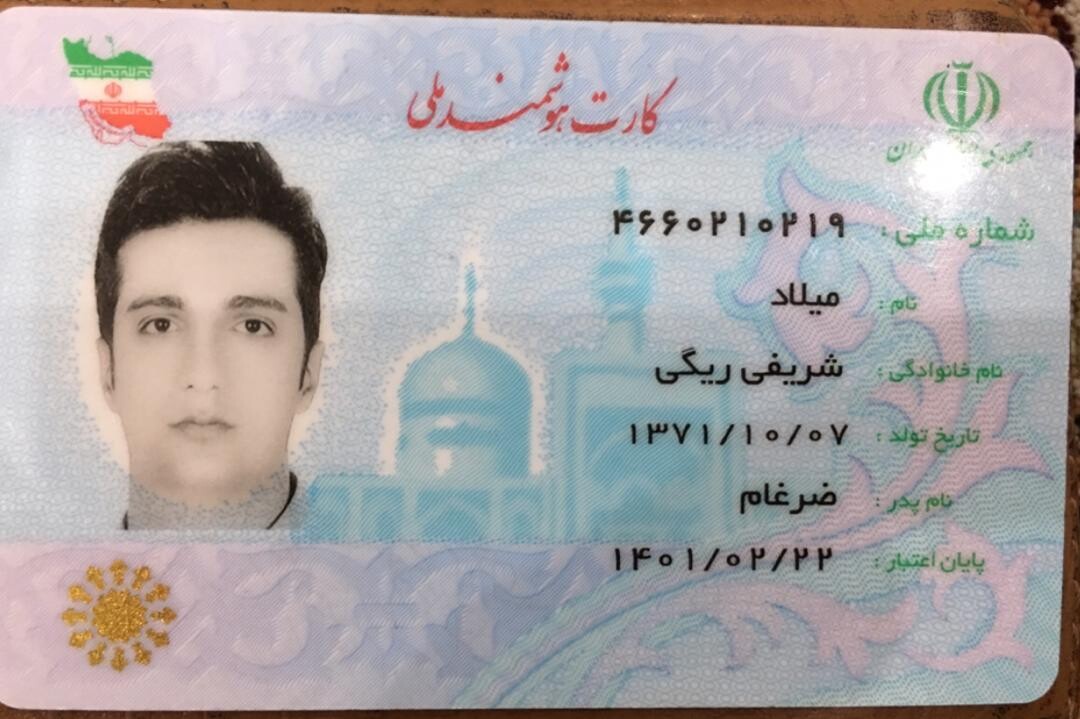 کارت هوشمند ملی
جمهوری ایران
شماره ملی: ۴۶۶۰۲۱۰۲۱۹
نام: میلاد
نام خانوادگی: شریفی ریگی
تاریخ تولد: ۱۳۷۱/۱۰/۰۷
نام پدر: ضرغام
پایان اعتبار: ۱۴۰۱/۰۲/۲۲